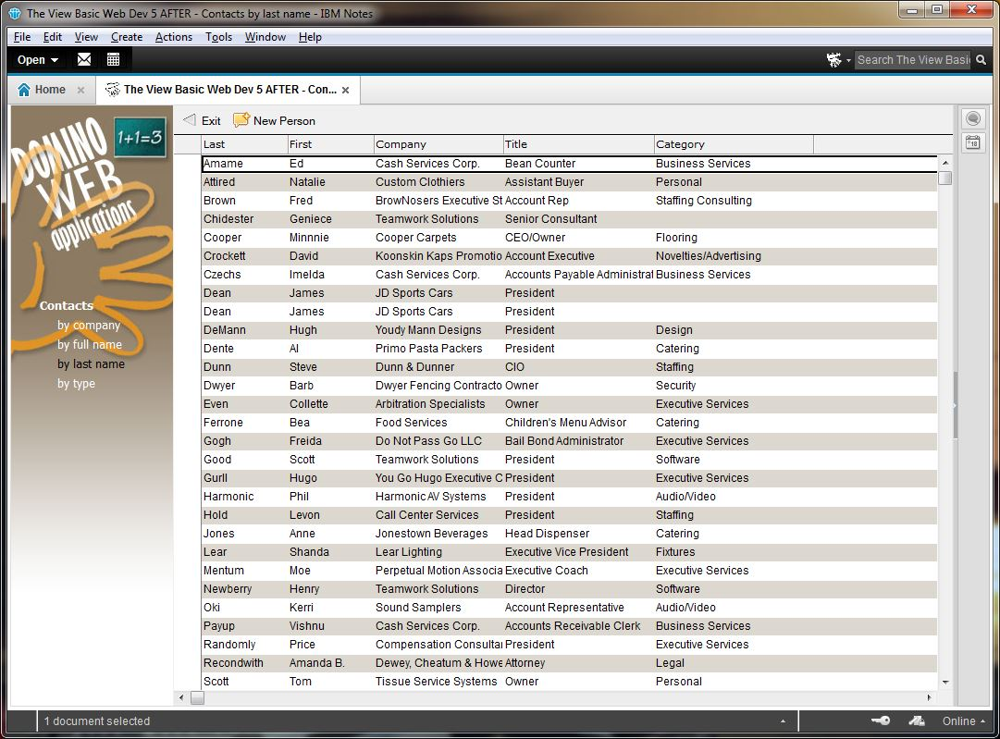 The View Basic Web Dev 5 AFTER - Contacts by last name - IBM Notes
File Edit View Create Actions Tools Window Help
Open Search The View Basi
Home The View Basic Web Dev 5 AFTER - Con...
DOMINO WEB applications 1+1=3
Exit New Person
Last First Company Title Category
Amame Ed Cash Services Corp. Bean Counter Business Services
Attired Natalie Custom Clothiers Assistant Buyer Personal
Brown Fred BrowNosers Executive St Account Rep Staffing Consulting
Chidester Geniece Teamwork Solutions Senior Consultant
Cooper Minnnie Cooper Carpets CEO/Owner Flooring
Crockett David Koonskin Kaps Promotio Account Executive Novelties/Advertising
Czechs Imelda Cash Services Corp. Accounts Payable Administrat Business Services
Dean James JD Sports Cars President
Dean James JD Sports Cars President
DeMann Hugh Youdy Mann Designs President Design
Dente Al Primo Pasta Packers President Catering
Dunn Steve Dunn & Dunner CIO Staffing
Dwyer Barb Dwyer Fencing Contracto Owner Security
Even Collette Arbitration Specialists Owner Executive Services
Ferrone Bea Food Services Children's Menu Advisor Catering
Gogh Freida Do Not Pass Go LLC Bail Bond Administrator Executive Services
Good Scott Teamwork Solutions President Software
Gurll Hugo You Go Hugo Executive C President Executive Services
Harmonic Phil Harmonic AV Systems President Audio/Video
Hold Levon Call Center Services President Staffing
Jones Anne Jonestown Beverages Head Dispenser Catering
Lear Shanda Lear Lighting Executive Vice President Fixtures
Mentum Moe Perpetual Motion Associa Executive Coach Executive Services
Newberry Henry Teamwork Solutions Director Software
Oki Kerri Sound Samplers Account Representative Audio/Video
Payup Vishnu Cash Services Corp. Accounts Receivable Clerk Business Services
Randomly Price Compensation Consultan President Executive Services
Recondwith Amanda B. Dewey, Cheatum & Howe Attorney Legal
Scott Tom Tissue Service Systems Owner Personal
Contacts
by company
by full name
by last name
by type
18
1 document selected Online